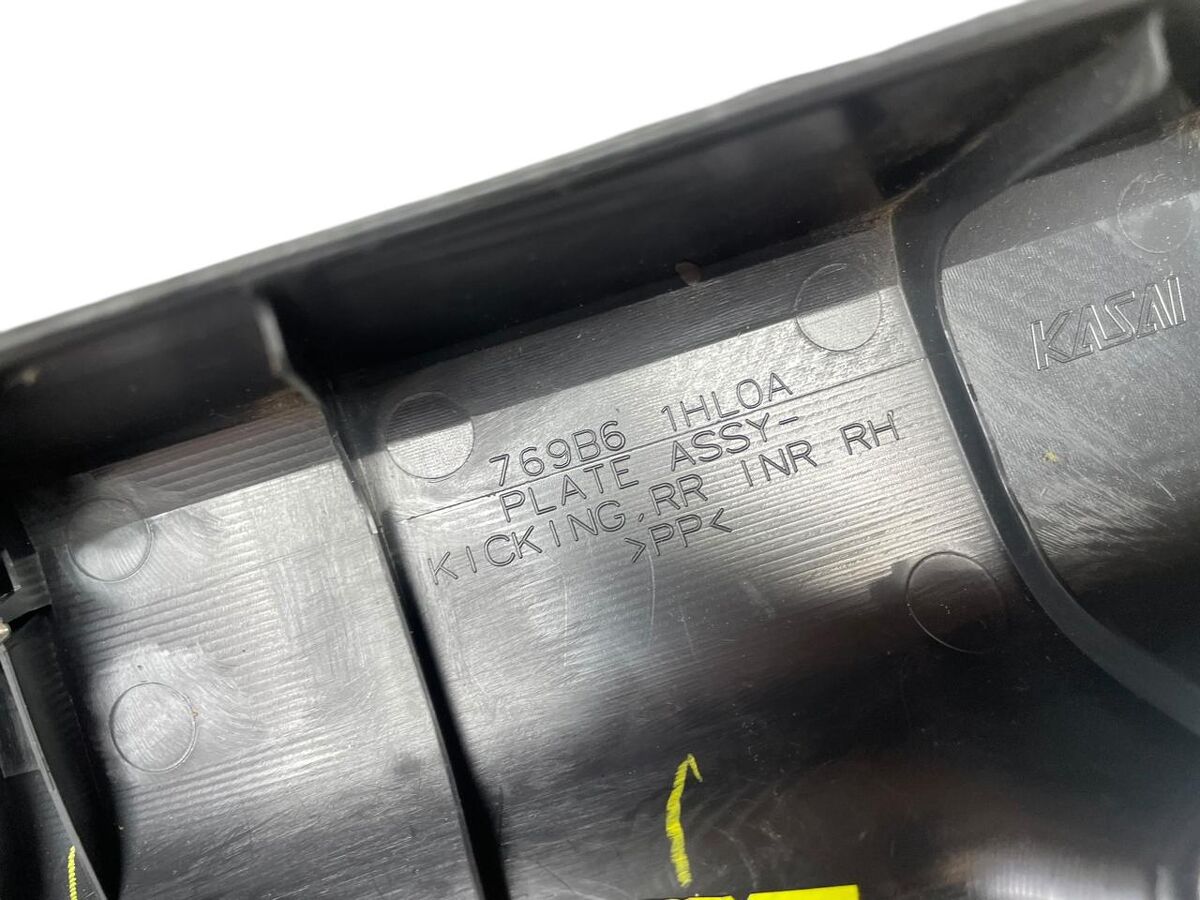 769B6 1HL0A
PLATE ASSY-
KICKING,RR INR RH
>PP<
KASAI